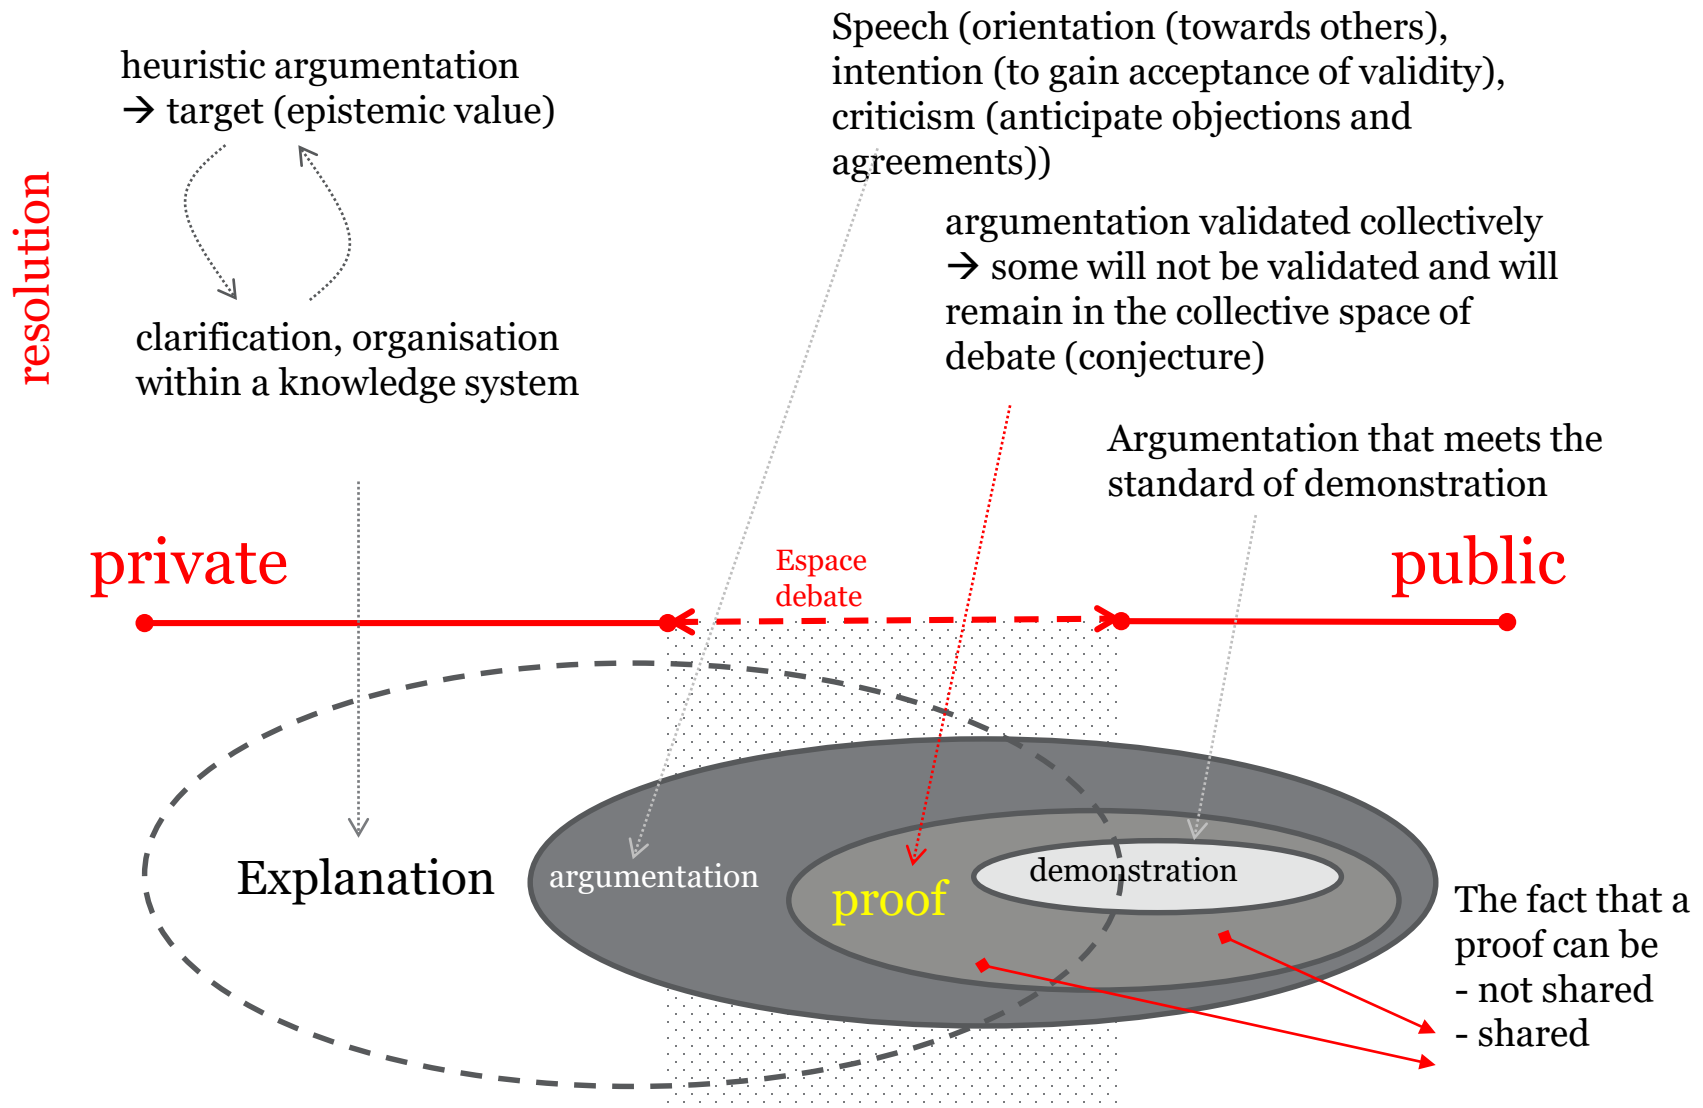 heuristic argumentation
→ target (epistemic value)
Speech (orientation (towards others),
intention (to gain acceptance of validity),
criticism (anticipate objections and
agreements))
resolution
argumentation validated collectively
→ some will not be validated and will
remain in the collective space of
debate (conjecture)
clarification, organisation
within a knowledge system
Argumentation that meets the
standard of demonstration
private
Espace
debate
public
Explanation
argumentation
proof
demonstration
The fact that a
proof can be
- not shared
- shared